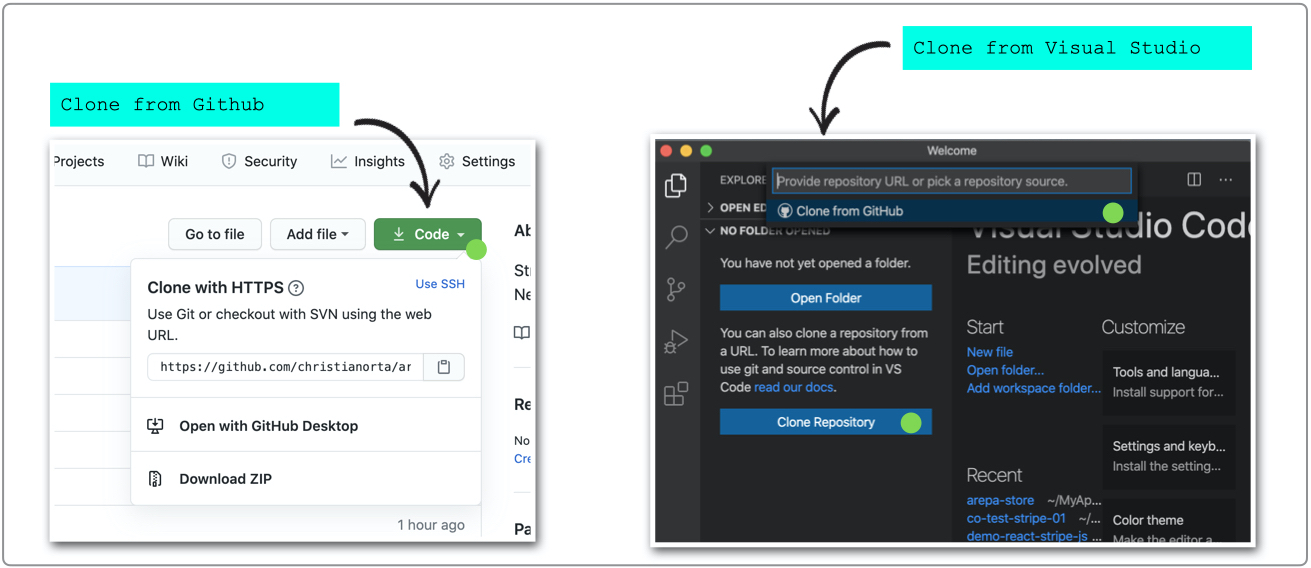 Clone from Github
Projects Wiki Security Insights Settings
Go to file Add file Code
Clone with HTTPS ?
Use SSH
Use Git or checkout with SVN using the web
URL.
https://github.com/christianorta/ar
Open with GitHub Desktop
Download ZIP
1 hour ago
Ab
St
Ne
Re
No
Cre
Pa
Clone from Visual Studio
Welcome
EXPLORE
Provide repository URL or pick a repository source.
Clone from GitHub
OPEN ED
NO FOLDER OPENED
You have not yet opened a folder.
Open Folder
You can also clone a repository from
a URL. To learn more about how to
use git and source control in VS
Code read our docs.
Clone Repository
Visual Studio Code
Editing evolved
Start
New file
Open folder...
Add workspace folder...
Recent
arepa-store ~/MyAp...
co-test-stripe-01 ~/...
demo-react-stripe-js ...
Customize
Tools and langua...
Install support for...
Settings and keyb...
Install the setting...
Color theme
Make the editor a